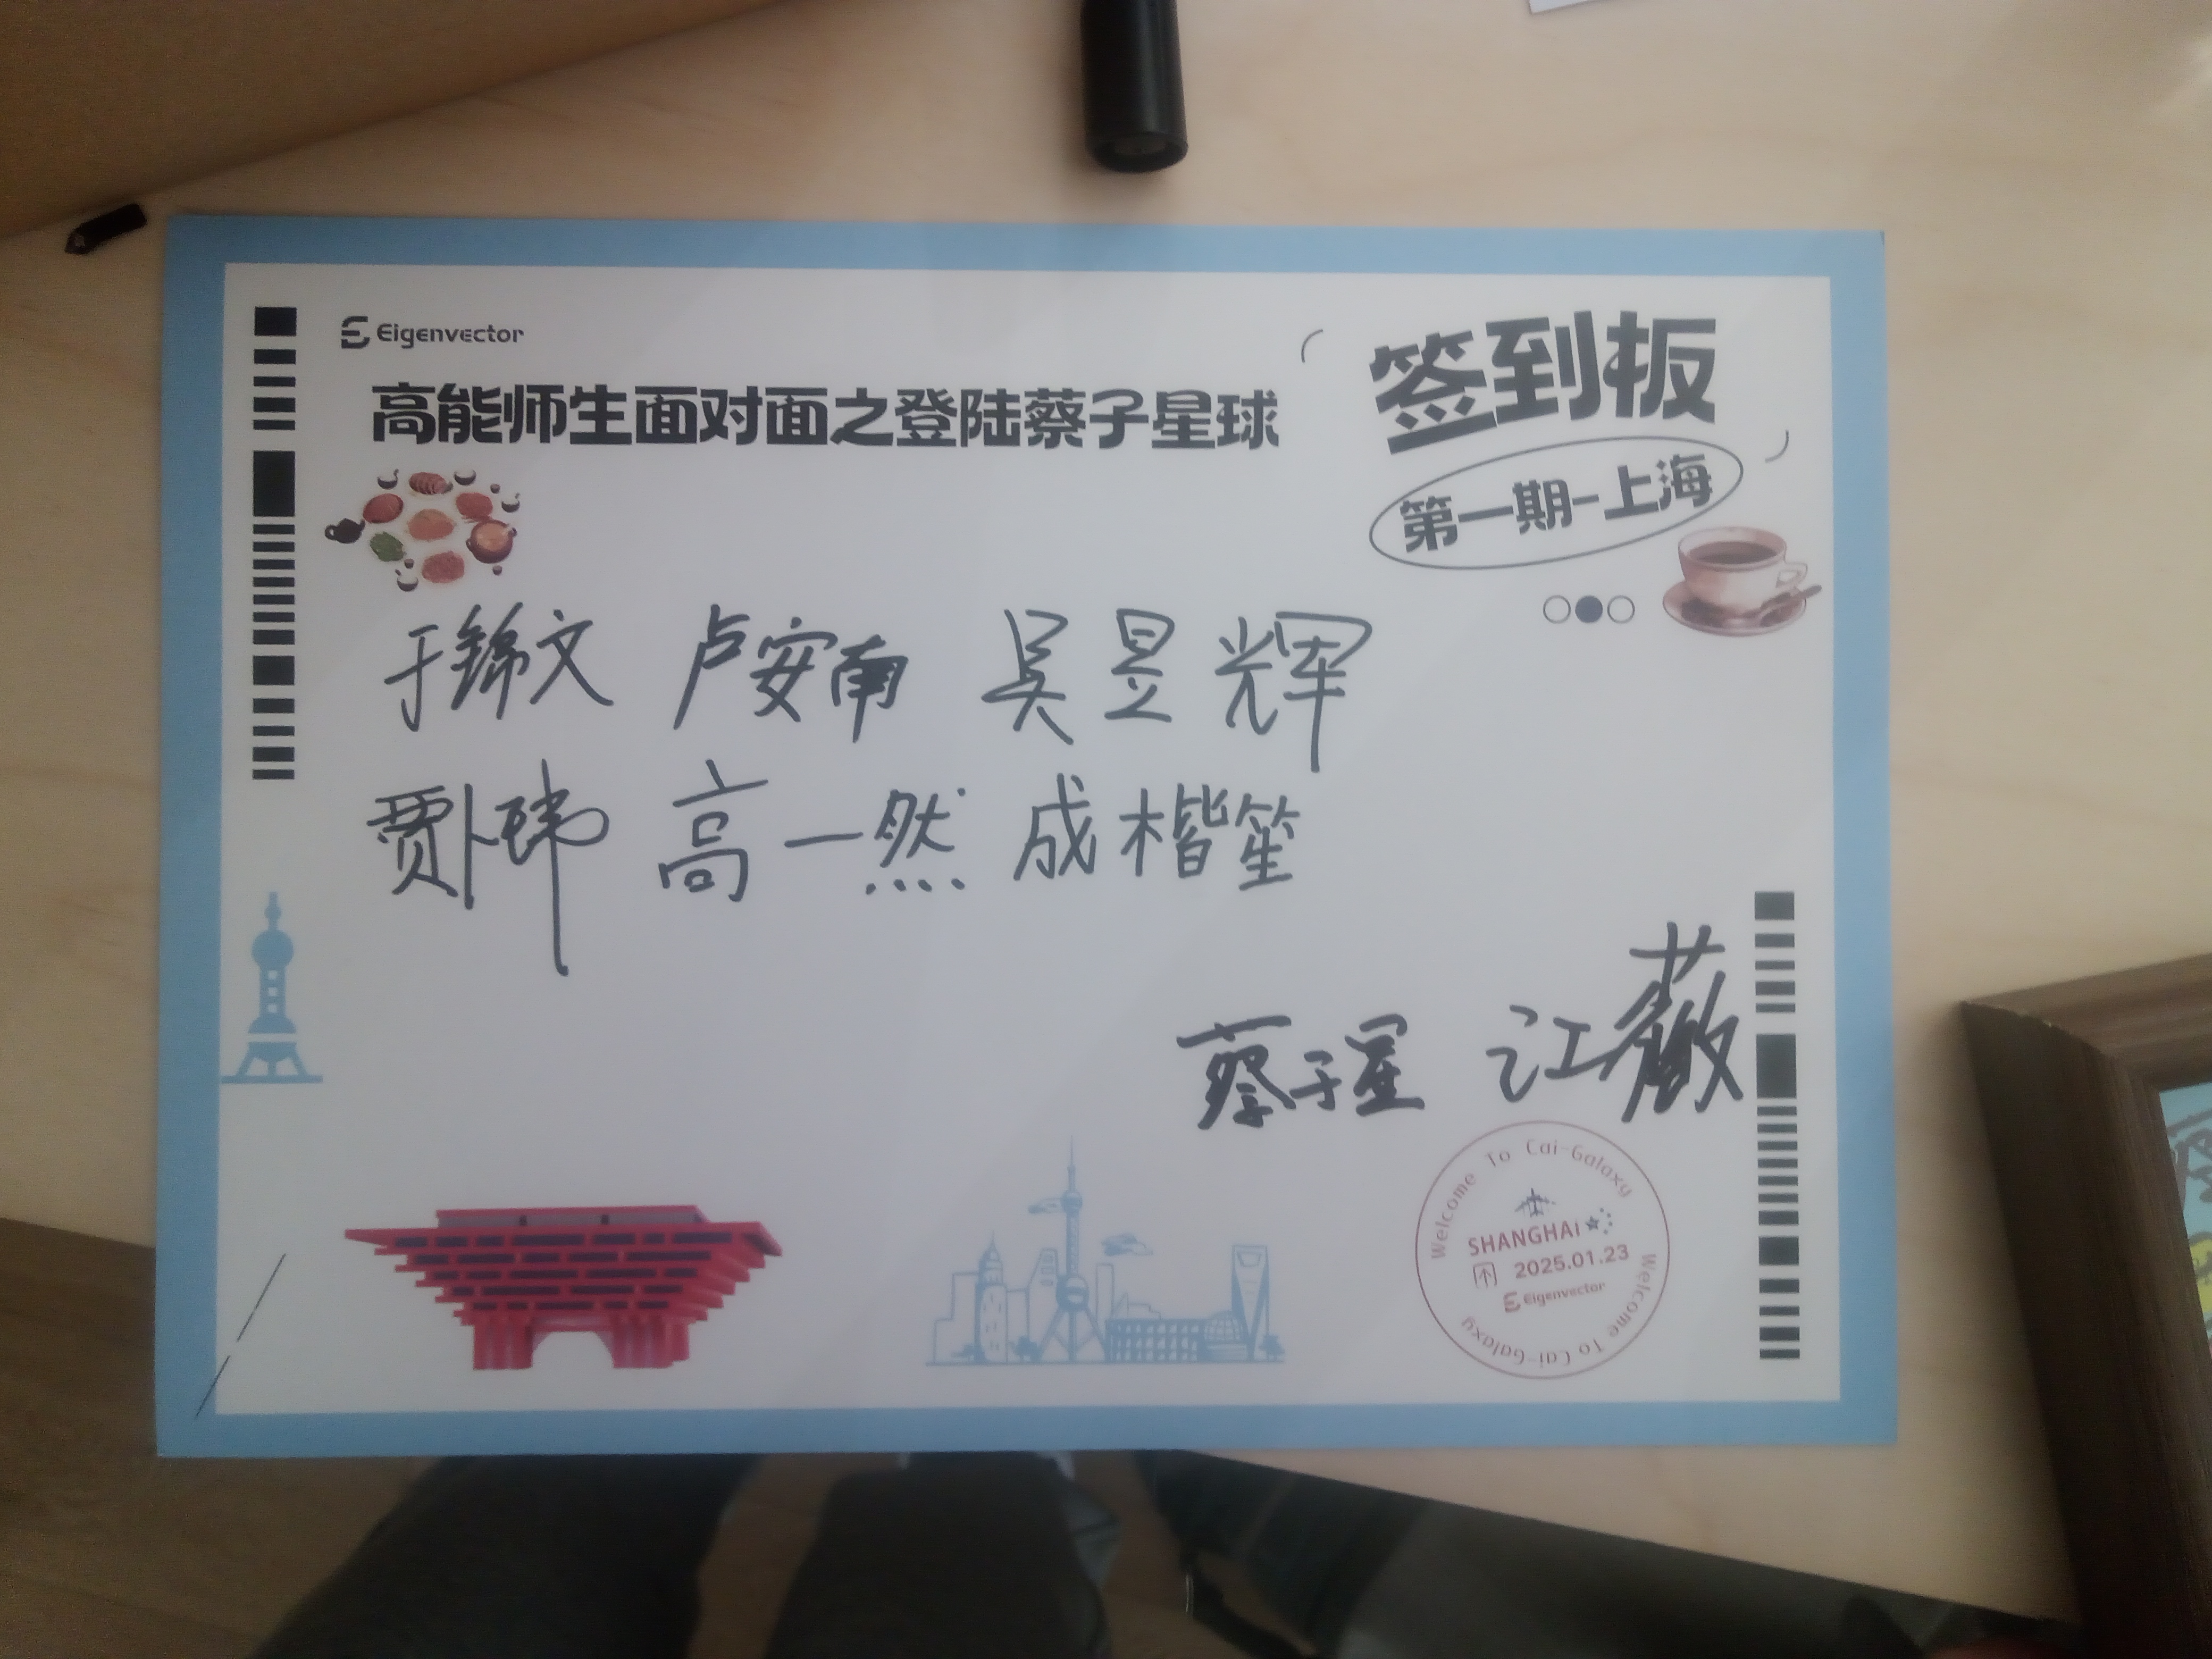 Eigenvector
签到板
高能师生面对面之登陆蔡子星球
第一期-上海
于锦文 卢安南 吴昱辉
贾卜玮 高一然 成楷笙
蔡子星 江薇
Welcome To Cai-Galaxy
SHANGHAi
2025.01.23
Eigenvector
Welcome To Cai-Galaxy